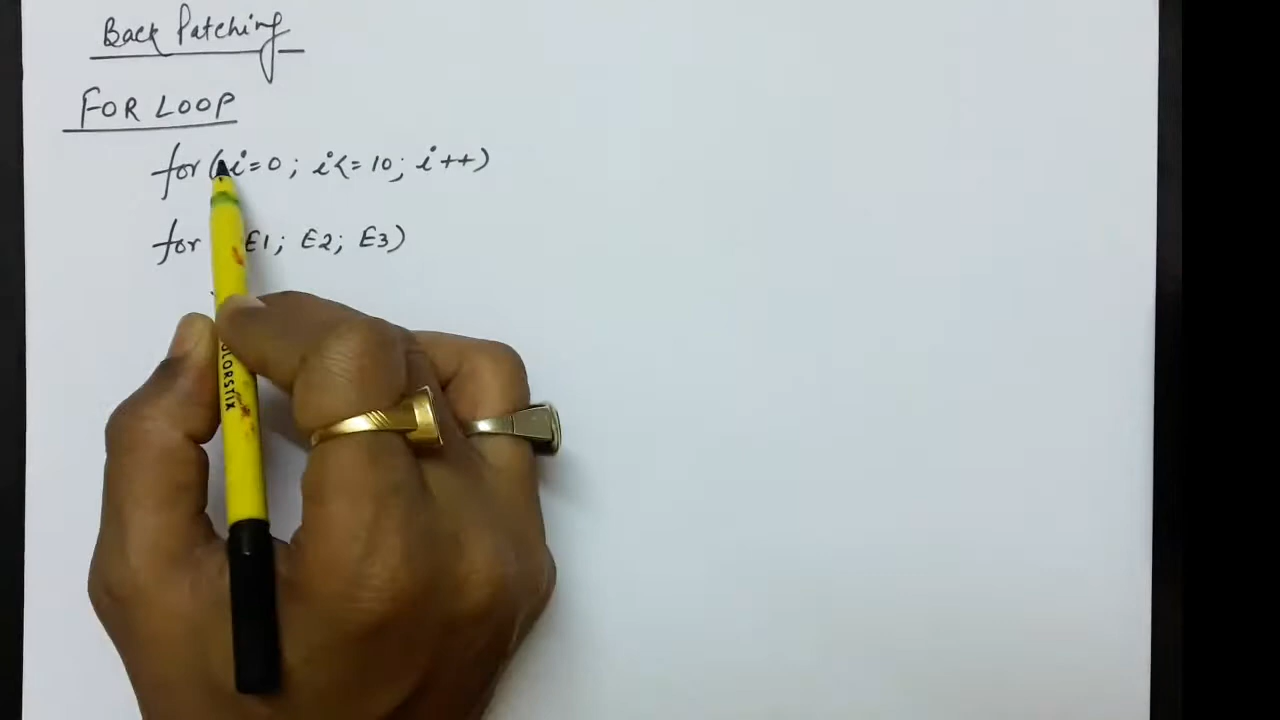 Back Patching
FOR LOOP
for( i=0; i<=10; i++)
for E1; E2; E3)
COLORSTIX